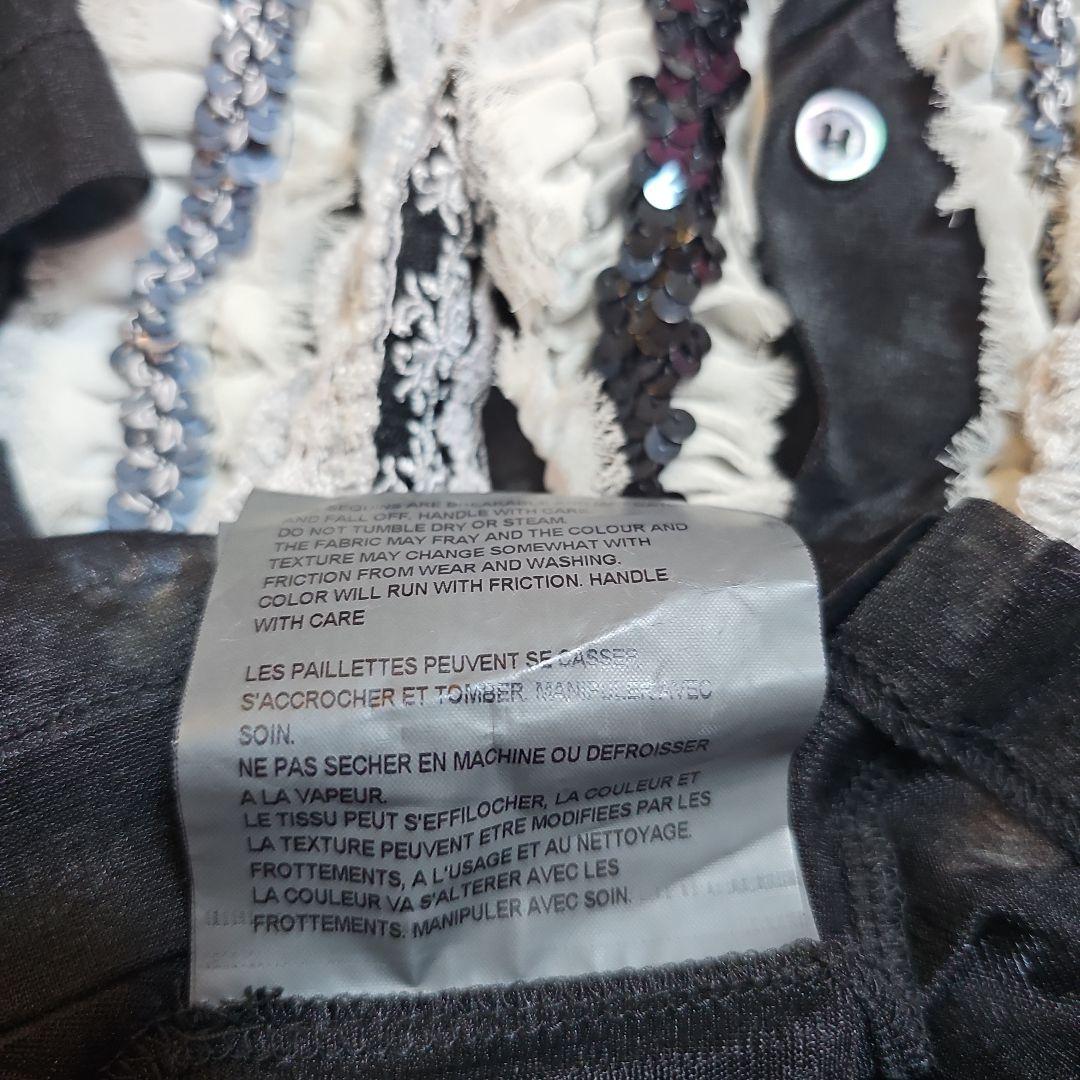 SEQUINS ARE
AND FALL OFF. HANDLE WITH CARE
DO NOT TUMBLE DRY OR STEAM.
THE FABRIC MAY FRAY AND THE COLOUR AND
TEXTURE MAY CHANGE SOMEWHAT WITH
FRICTION FROM WEAR AND WASHING.
COLOR WILL RUN WITH FRICTION. HANDLE
WITH CARE
LES PAILLETTES PEUVENT SE CASSER,
S'ACCROCHER ET TOMBER. MANIPULER AVEC
SOIN.
NE PAS SECHER EN MACHINE OU DEFROISSER
A LA VAPEUR.
LE TISSU PEUT S'EFFILOCHER, LA COULEUR ET
LA TEXTURE PEUVENT ETRE MODIFIEES PAR LES
FROTTEMENTS, A L'USAGE ET AU NETTOYAGE.
LA COULEUR VA S'ALTERER AVEC LES
FROTTEMENTS. MANIPULER AVEC SOIN.